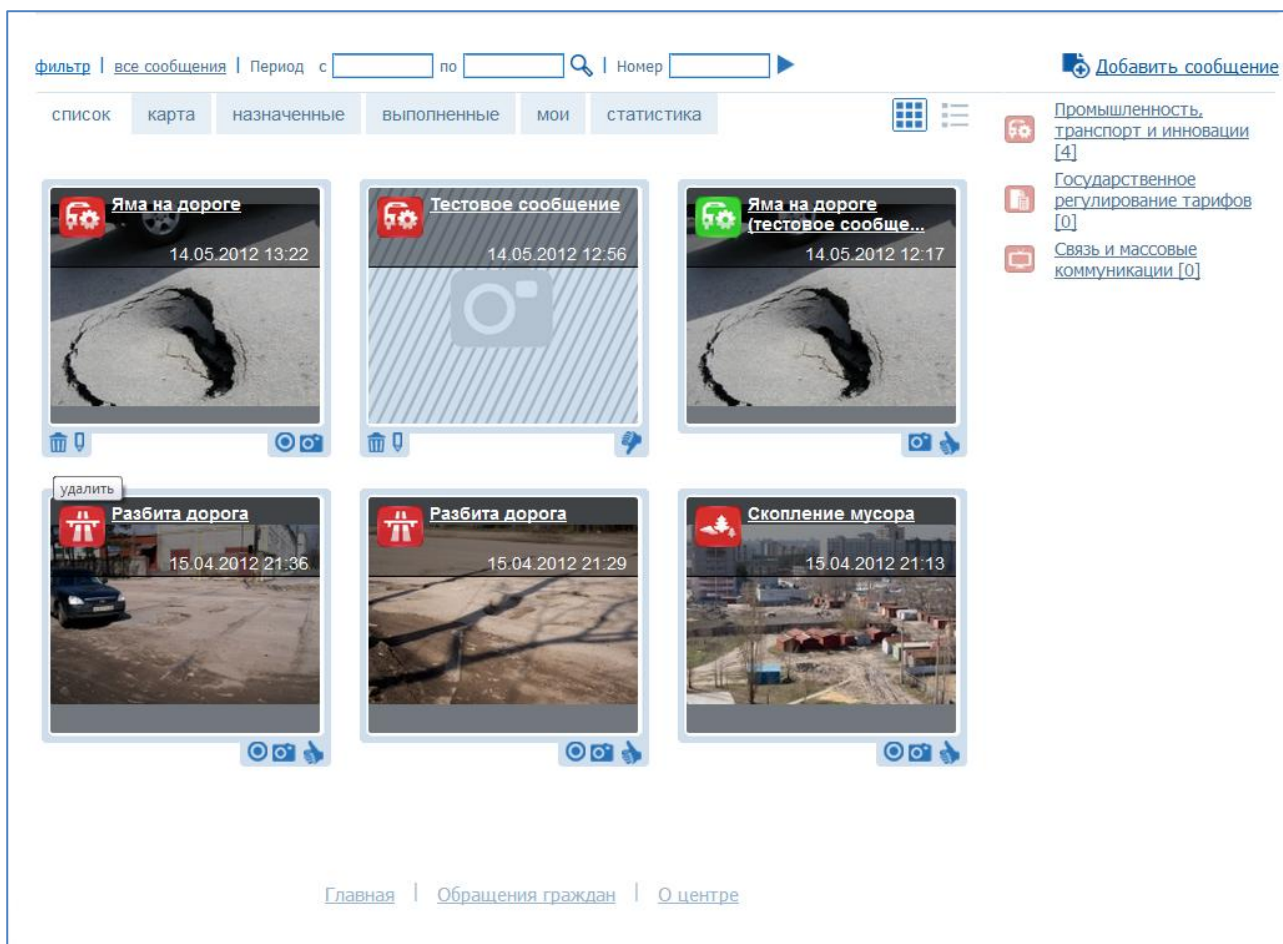 фильтр | все сообщения | Период с по | Номер
Добавить сообщение
список карта назначенные выполненные мои статистика
Промышленность,
транспорт и инновации
[4]
Государственное
регулирование тарифов
[0]
Связь и массовые
коммуникации [0]
Яма на дороге
14.05.2012 13:22
Тестовое сообщение
14.05.2012 12:56
Яма на дороге
(тестовое сообще...
14.05.2012 12:17
удалить
Разбита дорога
15.04.2012 21:36
Разбита дорога
15.04.2012 21:29
Скопление мусора
15.04.2012 21:13
Главная | Обращения граждан | О центре